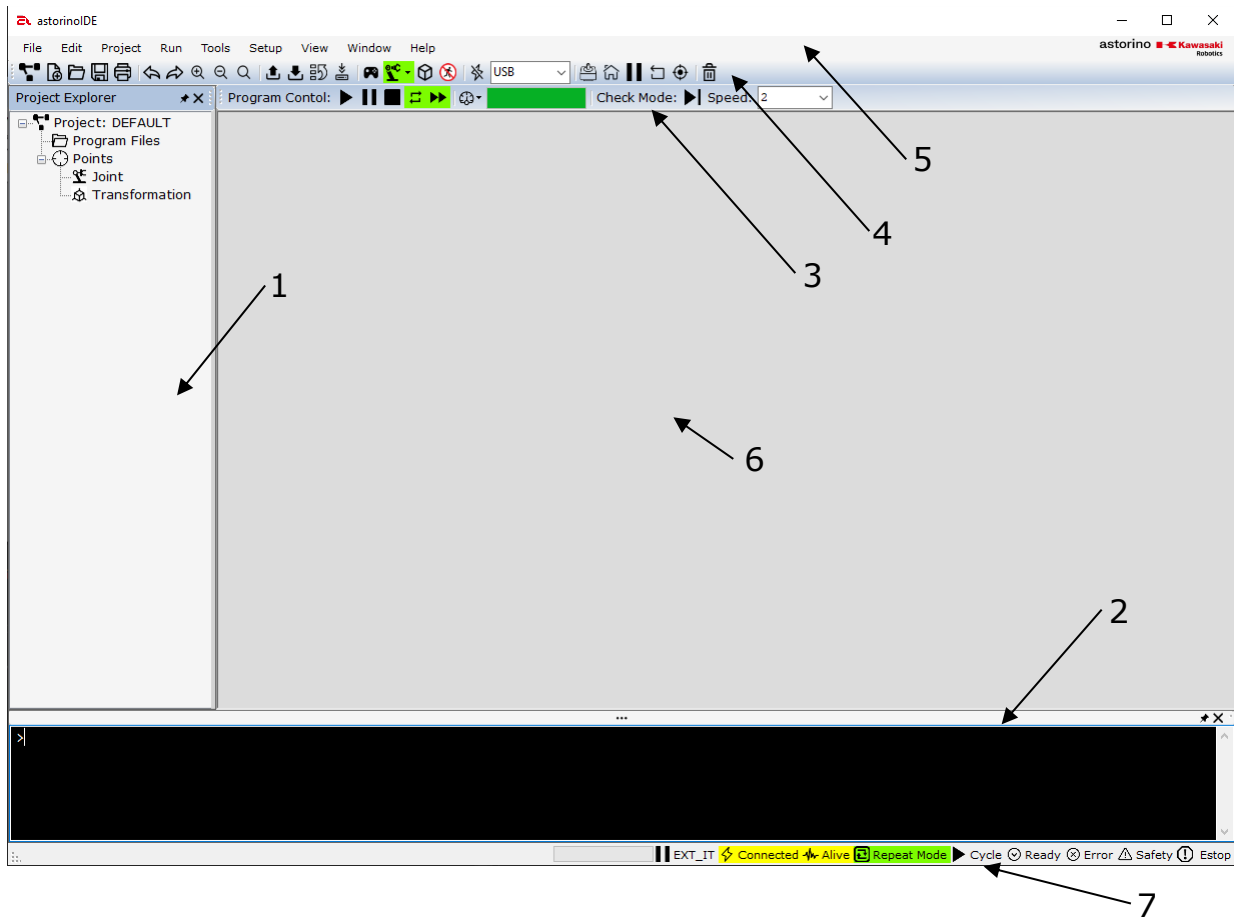 astorinoIDE
File Edit Project Run Tools Setup View Window Help
astorino Kawasaki
Robotics
USB
Project Explorer
Program Contol:
Check Mode: Speed: 2
Project: DEFAULT
Program Files
Points
Joint
Transformation
5
4
3
1
6
2
>
EXT_IT Connected Alive Repeat Mode Cycle Ready Error Safety Estop
7